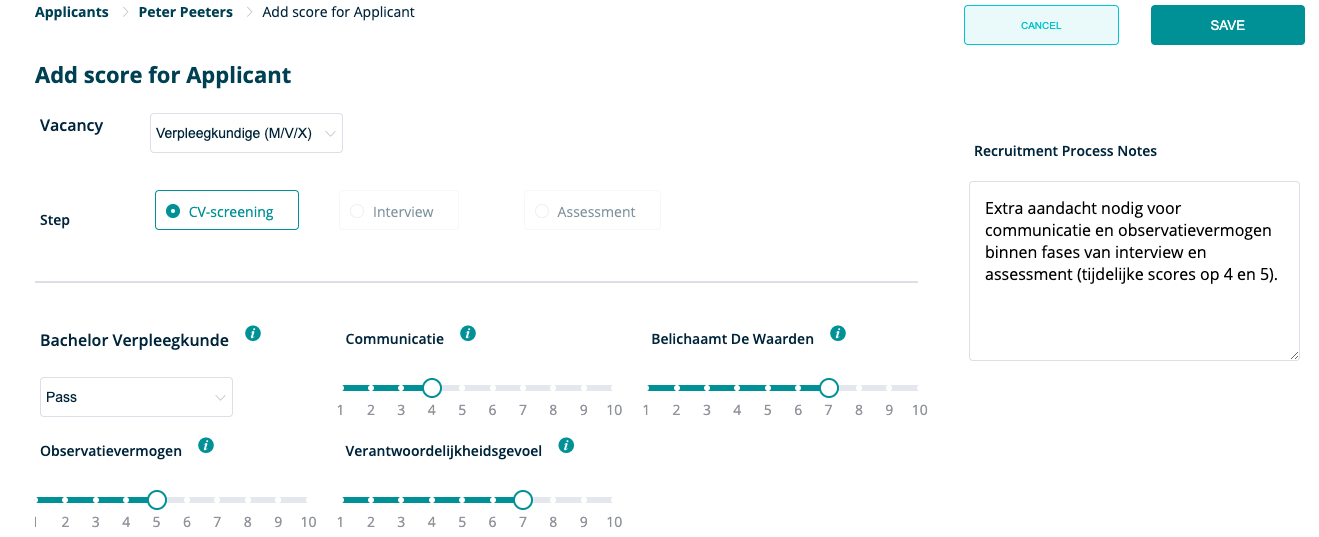 Applicants
Peter Peeters
Add score for Applicant
CANCEL
SAVE
Add score for Applicant
Vacancy
Verpleegkundige (M/V/X)
Recruitment Process Notes
Step
CV-screening
Interview
Assessment
Extra aandacht nodig voor
communicatie en observatievermogen
binnen fases van interview en
assessment (tijdelijke scores op 4 en 5).
Bachelor Verpleegkunde
Pass
Communicatie
1 2 3 4 5 6 7 8 9 10
Belichaamt De Waarden
1 2 3 4 5 6 7 8 9 10
Observatievermogen
1 2 3 4 5 6 7 8 9 10
Verantwoordelijkheidsgevoel
1 2 3 4 5 6 7 8 9 10